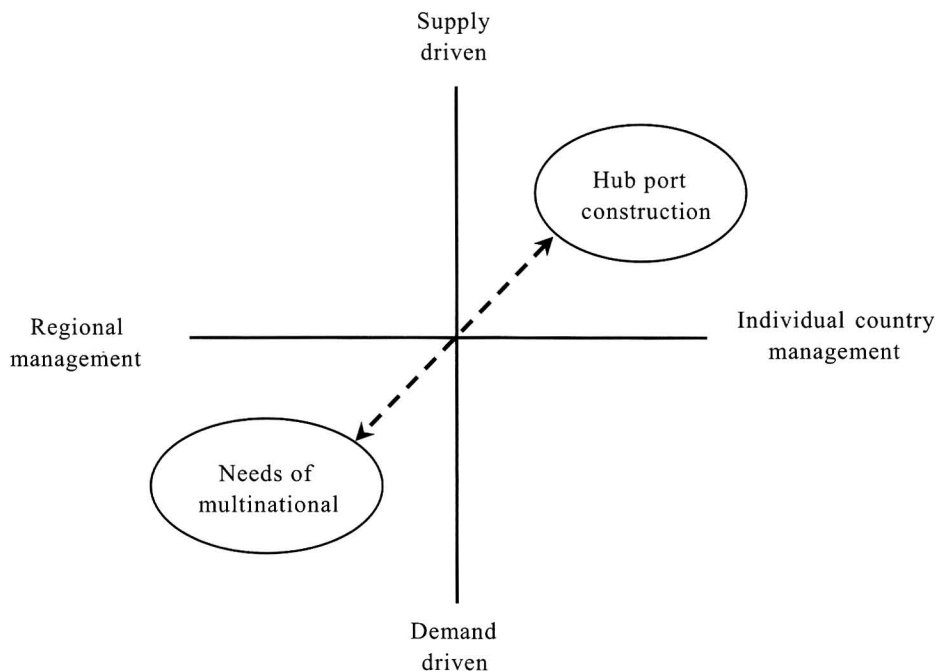 Supply
driven
Hub port
construction
Regional
management
Individual country
management
Needs of
multinational
Demand
driven